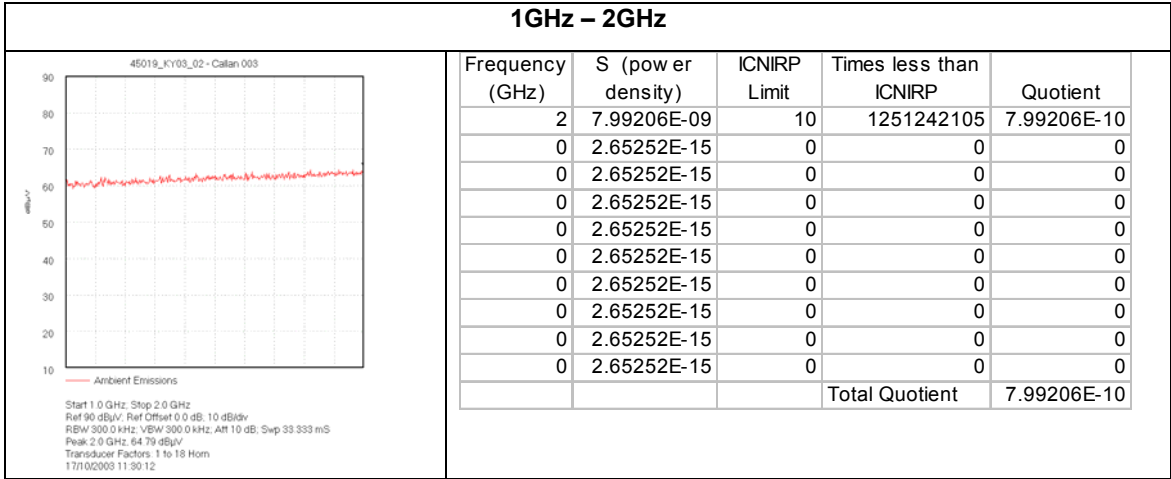 1GHz – 2GHz
45019_KY03_02 - Callan 003
90
80
70
60
50
40
30
20
10
dBµV
Ambient Emissions
Start 1.0 GHz, Stop 2.0 GHz
Ref 90 dBµV, Ref Offset 0.0 dB, 10 dB/div
RBW 300.0 kHz; VBW 300.0 kHz; Att 10 dB; Swp 33.333 mS
Peak 2.0 GHz, 64.79 dBµV
Transducer Factors: 1 to 18 Horn
17/10/2003 11:30:12
Frequency (GHz) S (power density) ICNIRP Limit Times less than ICNIRP Quotient
2 7.99206E-09 10 1251242105 7.99206E-10
0 2.65252E-15 0 0 0
0 2.65252E-15 0 0 0
0 2.65252E-15 0 0 0
0 2.65252E-15 0 0 0
0 2.65252E-15 0 0 0
0 2.65252E-15 0 0 0
0 2.65252E-15 0 0 0
0 2.65252E-15 0 0 0
0 2.65252E-15 0 0 0
Total Quotient 7.99206E-10